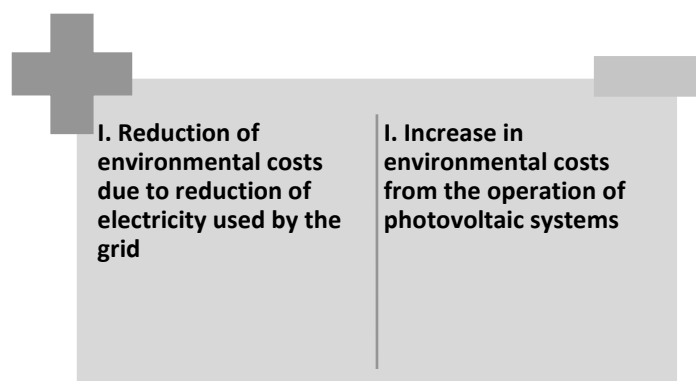 I. Reduction of
environmental costs
due to reduction of
electricity used by the
grid
I. Increase in
environmental costs
from the operation of
photovoltaic systems